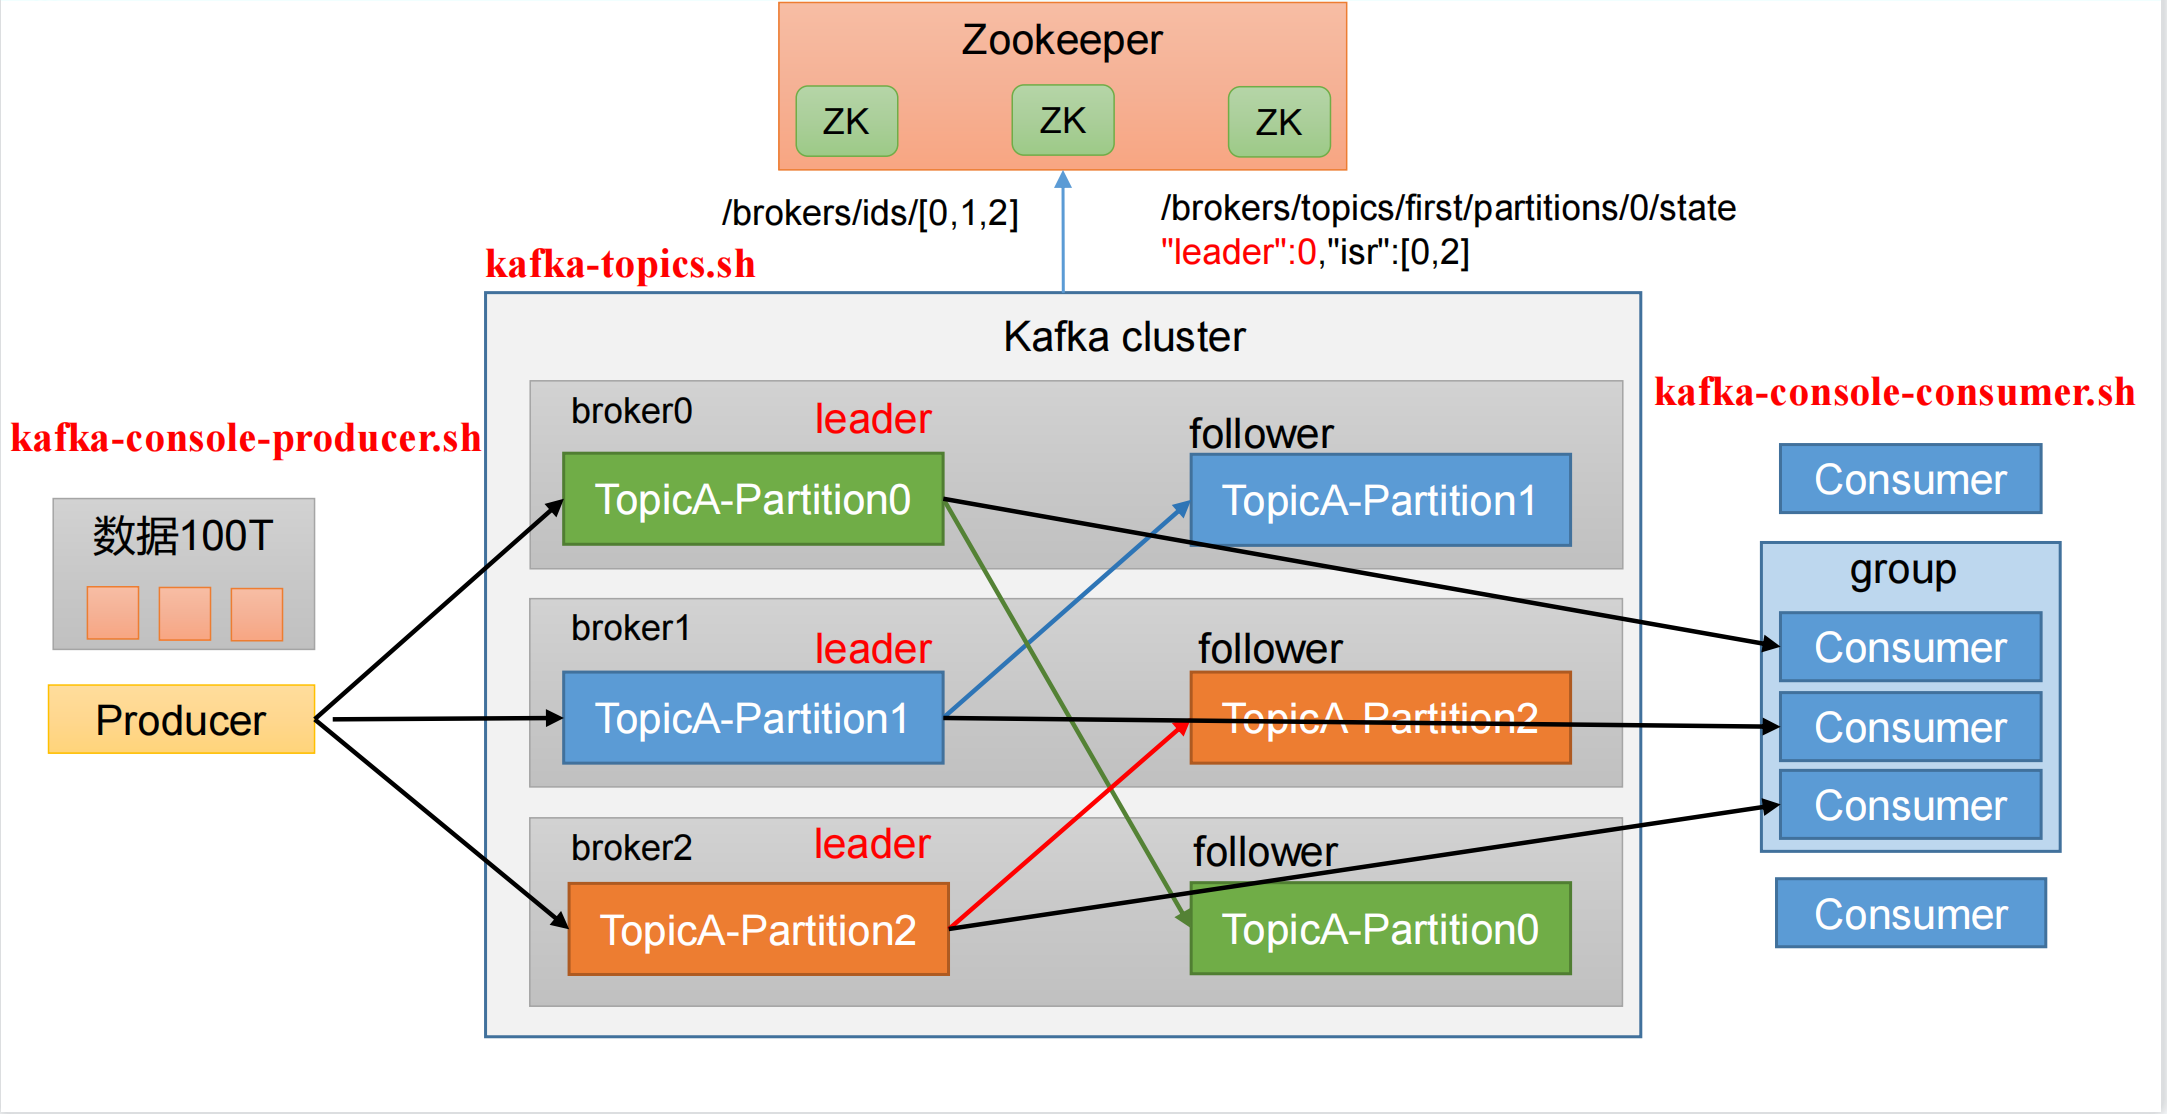 Zookeeper
ZK
ZK
ZK
/brokers/ids/[0,1,2]
/brokers/topics/first/partitions/0/state
"leader":0,"isr":[0,2]
kafka-topics.sh
Kafka cluster
kafka-console-producer.sh
数据100T
Producer
broker0
leader
follower
TopicA-Partition0
TopicA-Partition1
broker1
leader
follower
TopicA-Partition1
TopicA-Partition2
broker2
leader
follower
TopicA-Partition2
TopicA-Partition0
kafka-console-consumer.sh
Consumer
group
Consumer
Consumer
Consumer
Consumer